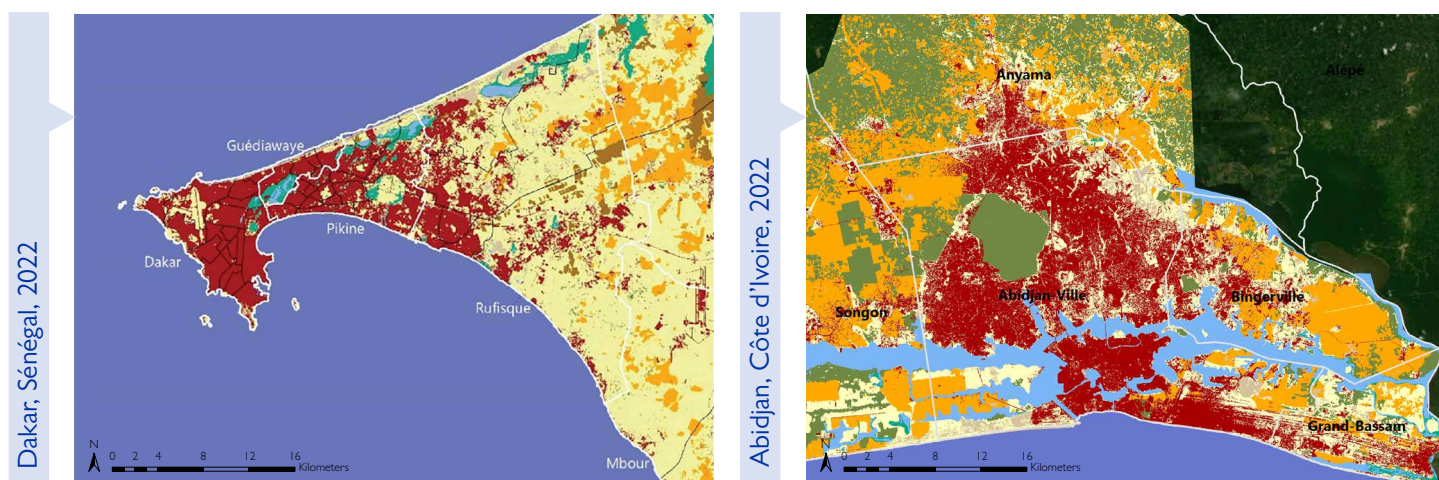 Dakar, Sénégal, 2022
Guédiawaye
Pikine
Dakar
Rufisque
Mbour
N
0 2 4 8 12 16
Kilometers
Abidjan, Côte d'Ivoire, 2022
Anyama
Alépé
Abidjan-Ville
Bingerville
Songon
Grand-Bassam
N
0 2 4 8 12 16
Kilometers